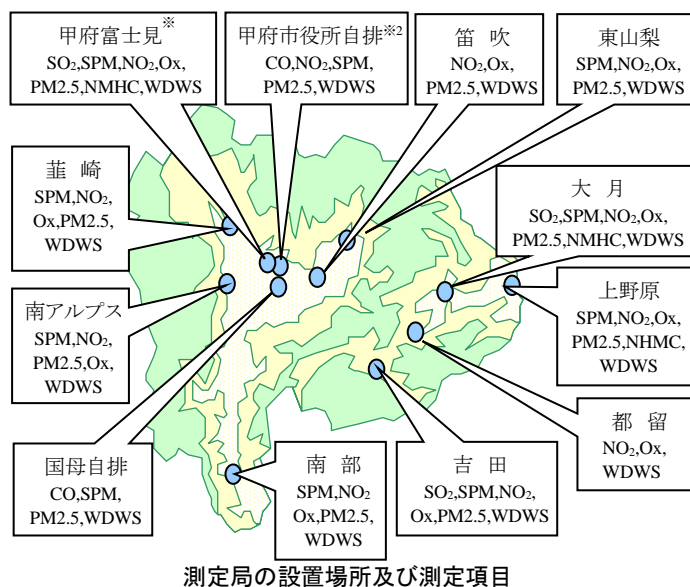 甲府富士見※
SO₂,SPM,NO₂,Ox,
PM2.5,NMHC,WDWS
甲府市役所自排※2
CO,NO₂,SPM,
PM2.5,WDWS
笛 吹
NO₂,Ox,
PM2.5,WDWS
東山梨
SPM,NO₂,Ox,
PM2.5,WDWS
韮崎
SPM,NO₂,
Ox,PM2.5,
WDWS
大 月
SO₂,SPM,NO₂,Ox,
PM2.5,NMHC,WDWS
南アルプス
SPM,NO₂,
PM2.5,Ox,
WDWS
上野原
SPM,NO₂,Ox,
PM2.5,NHMC,
WDWS
国母自排
CO,SPM,
PM2.5,WDWS
南 部
SPM,NO₂
Ox,PM2.5,
WDWS
吉 田
SO₂,SPM,NO₂,
Ox,PM2.5,WDWS
都 留
NO₂,Ox,
WDWS
測定局の設置場所及び測定項目